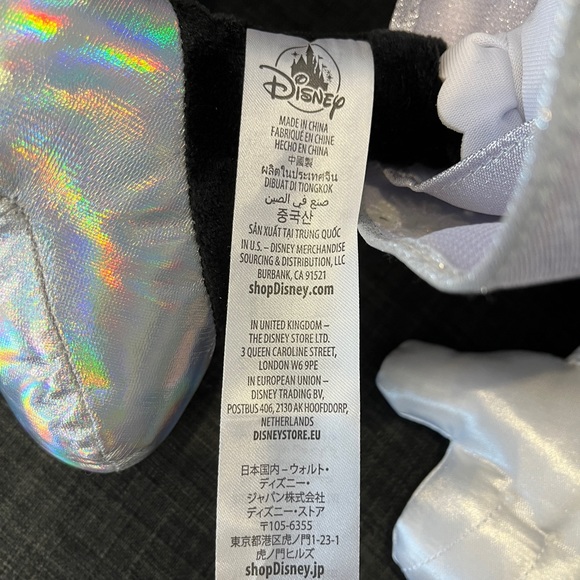 Disney
MADE IN CHINA
FABRIQUÉ EN CHINE
HECHO EN CHINA
中國製
ผลิตในประเทศจีน
DIBUAT DI TIONGKOK
صنع في الصين
중국산
SẢN XUẤT TẠI TRUNG QUỐC
IN U.S. – DISNEY MERCHANDISE
SOURCING & DISTRIBUTION, LLC
BURBANK, CA 91521
shopDisney.com
IN UNITED KINGDOM –
THE DISNEY STORE LTD.
3 QUEEN CAROLINE STREET,
LONDON W6 9PE
IN EUROPEAN UNION –
DISNEY TRADING BV,
POSTBUS 406, 2130 AK HOOFDDORP,
NETHERLANDS
DISNEYSTORE.EU
日本国内－ウォルト・
ディズニー・
ジャパン株式会社
ディズニー・ストア
〒105-6355
東京都港区虎ノ門1-23-1
虎ノ門ヒルズ
shopDisney.jp